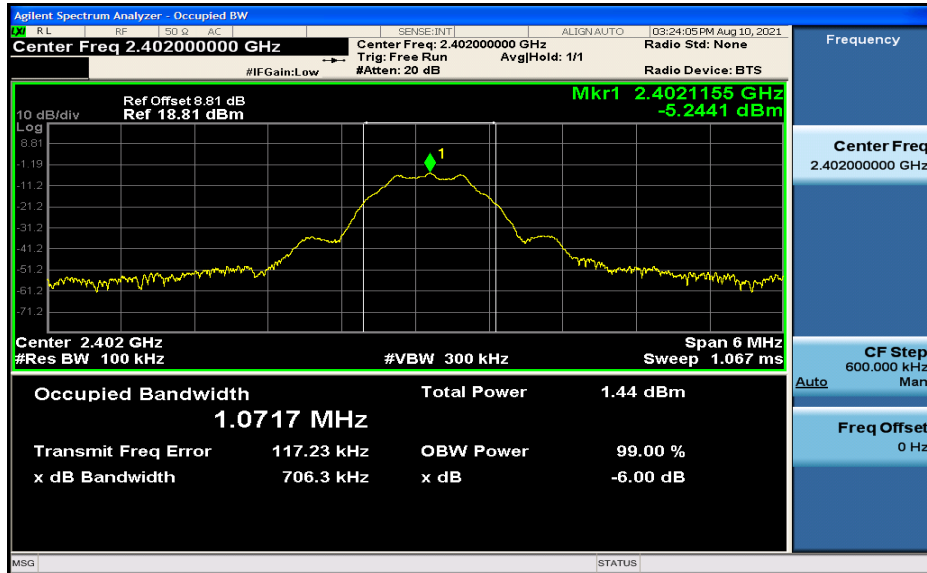 Agilent Spectrum Analyzer - Occupied BW
LXI RL RF 50 Ω AC SENSE:INT ALIGN AUTO 03:24:05 PM Aug 10, 2021
Center Freq 2.402000000 GHz
Center Freq: 2.402000000 GHz
Radio Std: None
Trig: Free Run Avg|Hold: 1/1
#IFGain:Low
#Atten: 20 dB
Radio Device: BTS
Ref Offset 8.81 dB
Mkr1 2.4021155 GHz
10 dB/div Ref 18.81 dBm
-5.2441 dBm
Log
8.81
1
-1.19
-11.2
-21.2
-31.2
-41.2
-51.2
-61.2
-71.2
Center 2.402 GHz
Span 6 MHz
#Res BW 100 kHz
#VBW 300 kHz
Sweep 1.067 ms
Occupied Bandwidth
Total Power 1.44 dBm
1.0717 MHz
Transmit Freq Error 117.23 kHz
OBW Power 99.00 %
x dB Bandwidth 706.3 kHz
x dB -6.00 dB
MSG
STATUS
Frequency
Center Freq
2.402000000 GHz
CF Step
600.000 kHz
Auto Man
Freq Offset
0 Hz